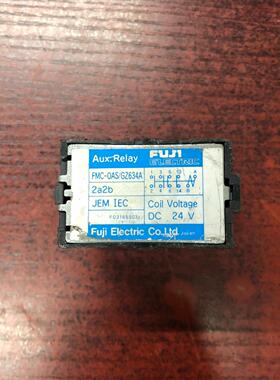 Aux.Relay
FUJI
ELECTRIC
FMC-0AS/GZ634A
2a2b
JEM IEC
Coil Voltage
DC 24 V
Fuji Electric Co.Ltd.